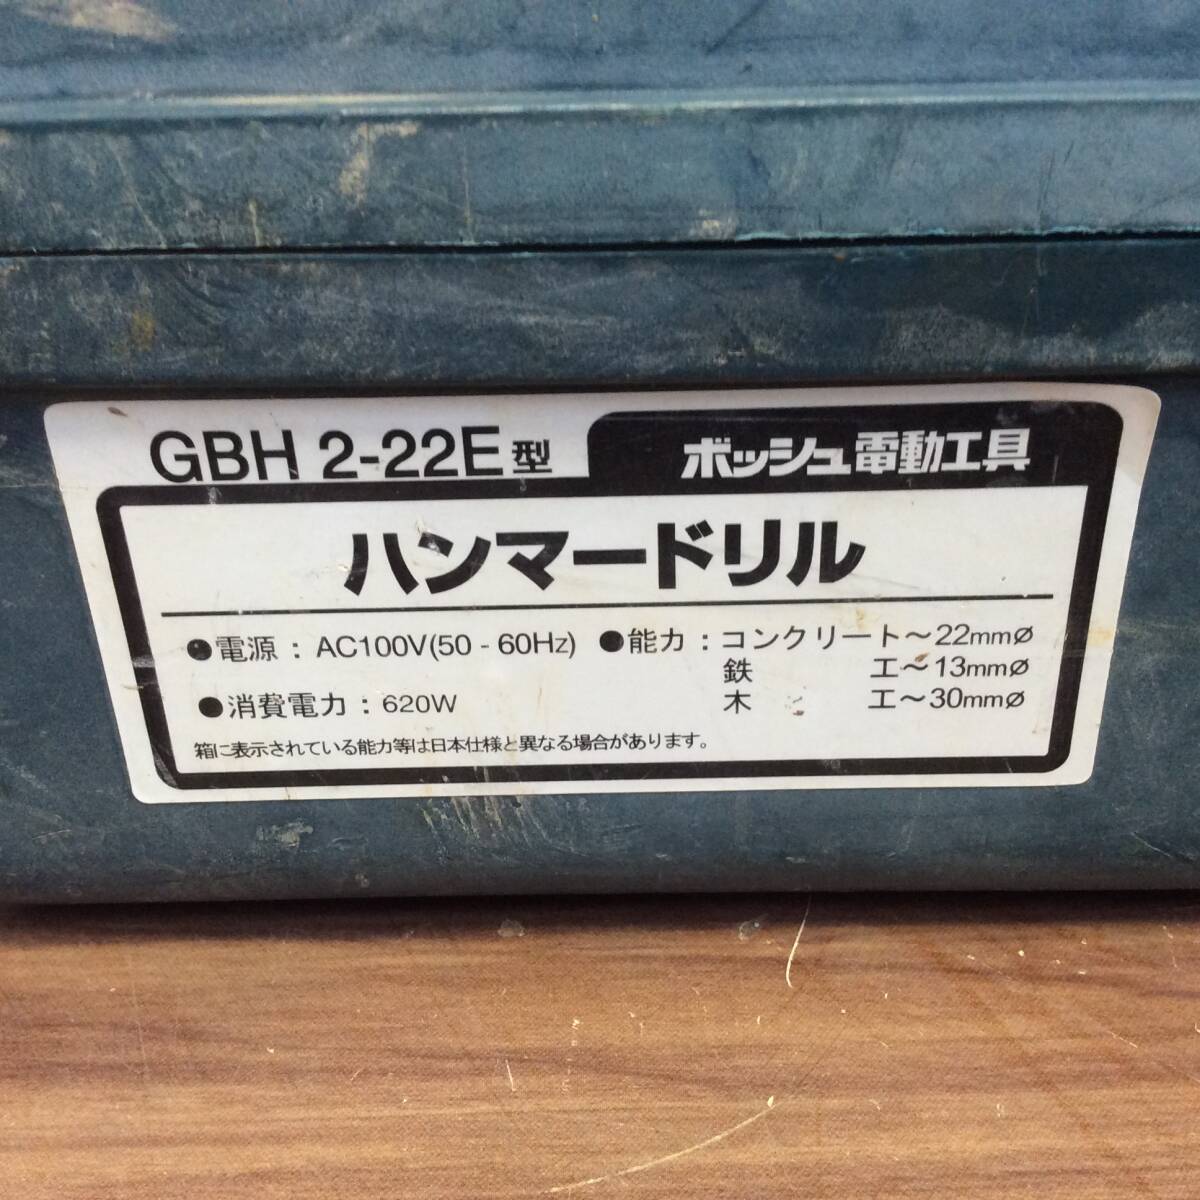 GBH 2-22E型
ボッシュ電動工具
ハンマードリル
●電源：AC100V(50 - 60Hz)
●消費電力：620W
●能力：コンクリート～22mmø
鉄工～13mmø
木工～30mmø
箱に表示されている能力等は日本仕様と異なる場合があります。